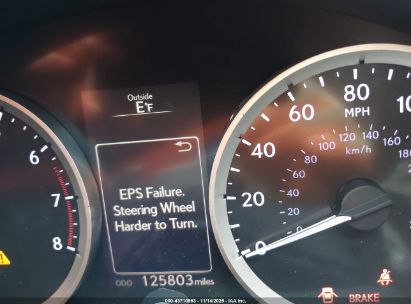 Outside
E°F
EPS Failure.
Steering Wheel
Harder to Turn.
ODO 125803 miles
6
7
8
0
20
40
60
80
MPH
0
20
40
60
80
100
120
140
160
180
km/h
BRAKE